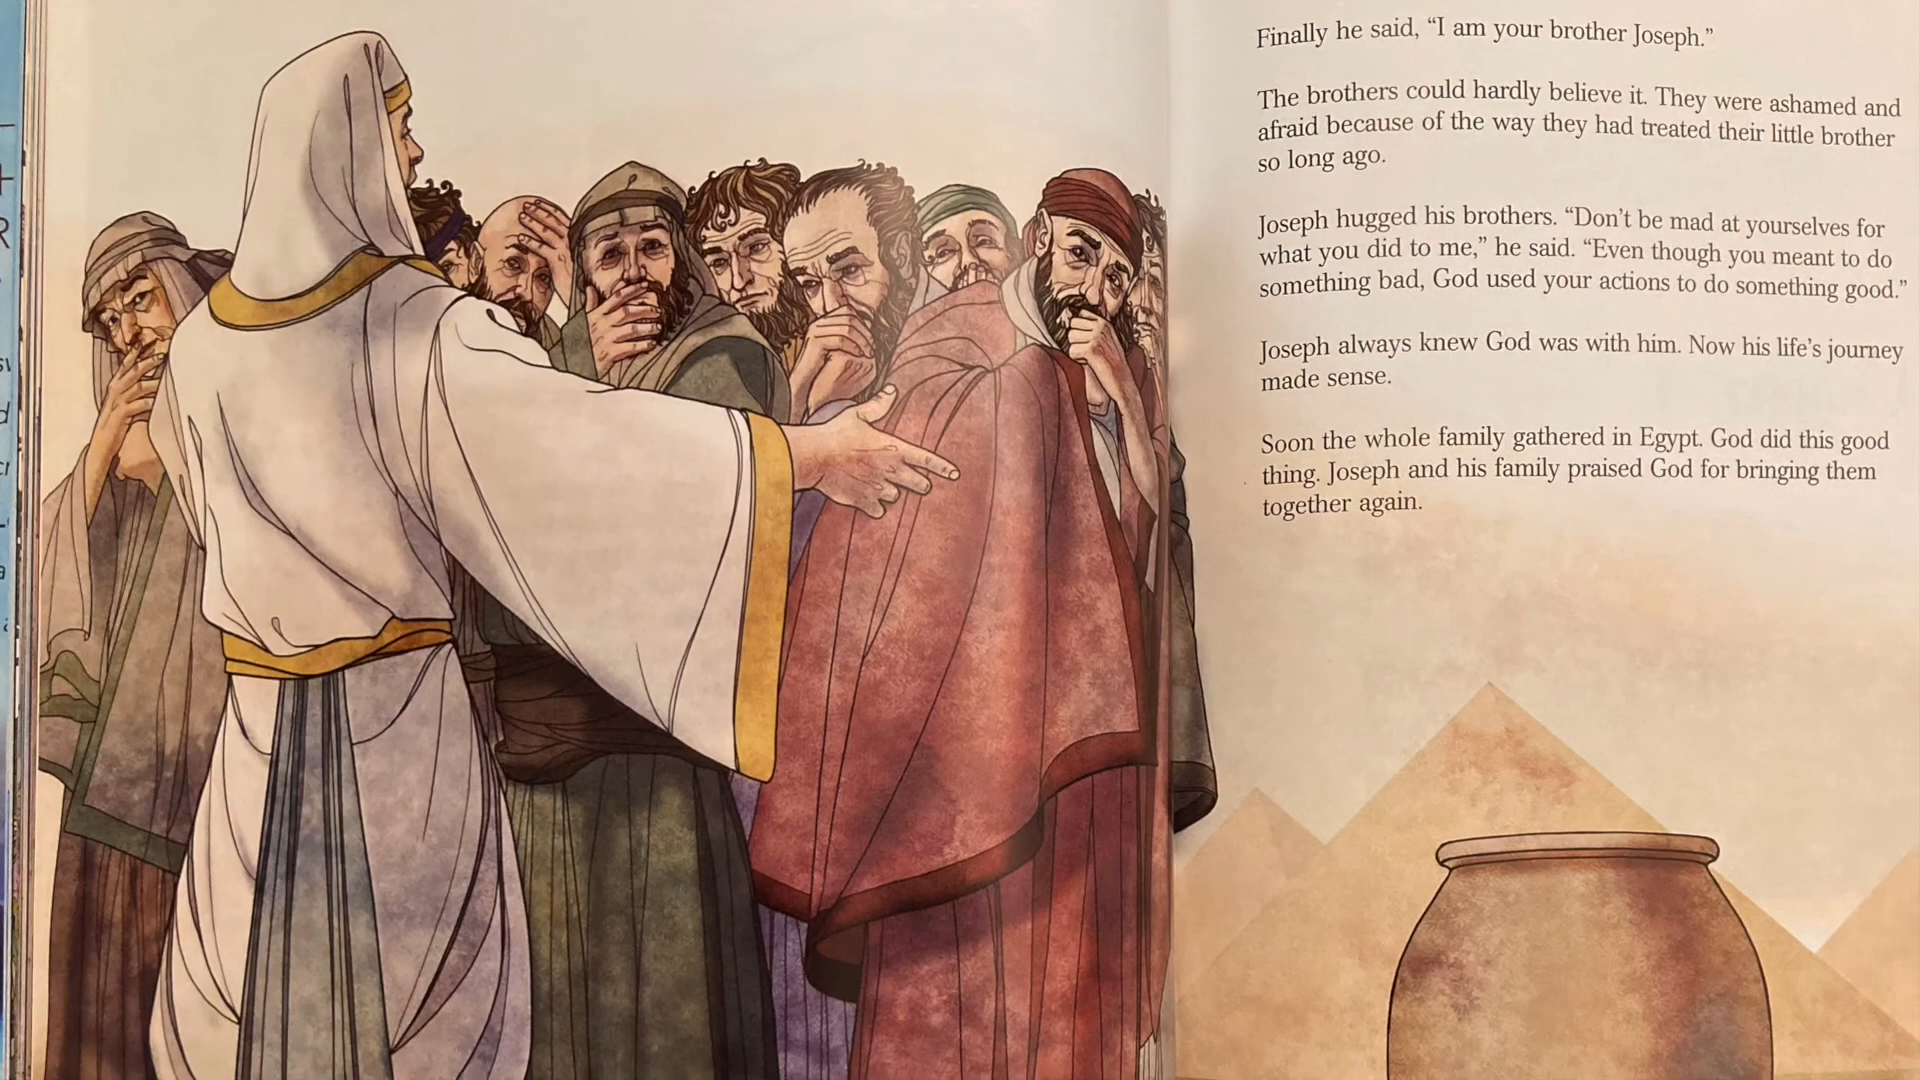 Finally he said, “I am your brother Joseph.”
The brothers could hardly believe it. They were ashamed and
afraid because of the way they had treated their little brother
so long ago.
Joseph hugged his brothers. “Don’t be mad at yourselves for
what you did to me,” he said. “Even though you meant to do
something bad, God used your actions to do something good.”
Joseph always knew God was with him. Now his life’s journey
made sense.
Soon the whole family gathered in Egypt. God did this good
thing. Joseph and his family praised God for bringing them
together again.